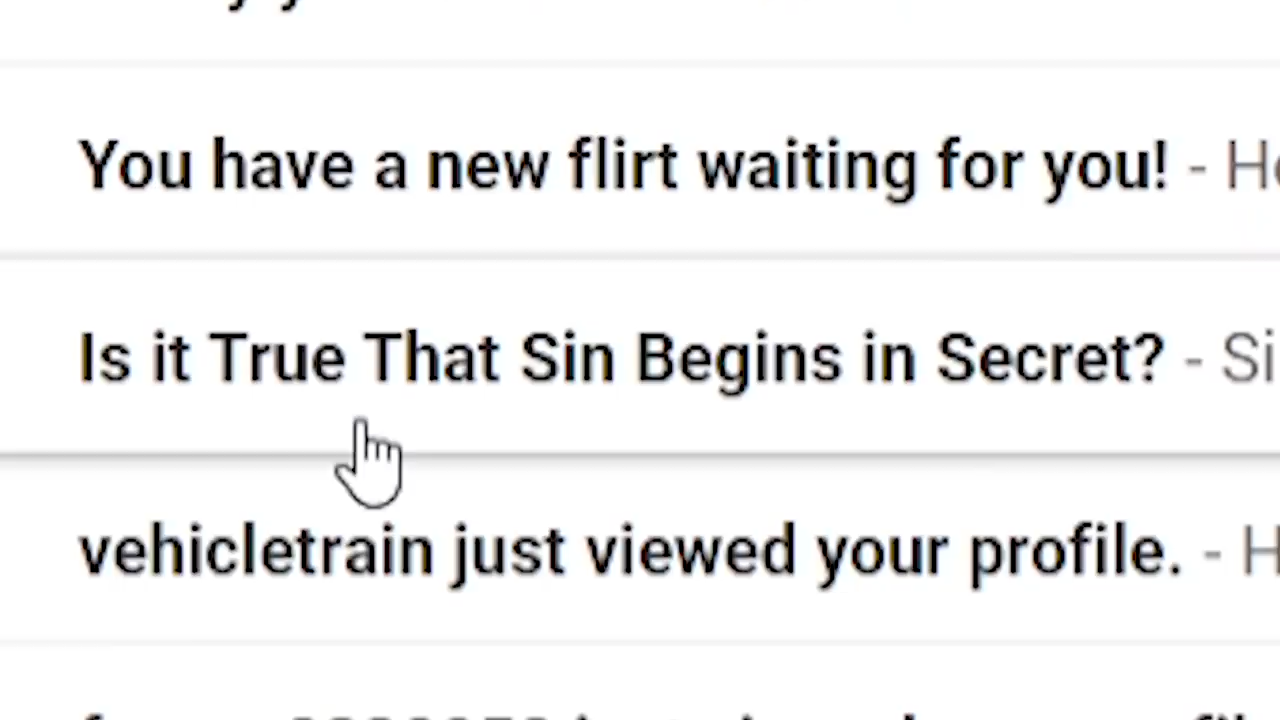 You have a new flirt waiting for you! - H
Is it True That Sin Begins in Secret? - Si
vehicletrain just viewed your profile. - H